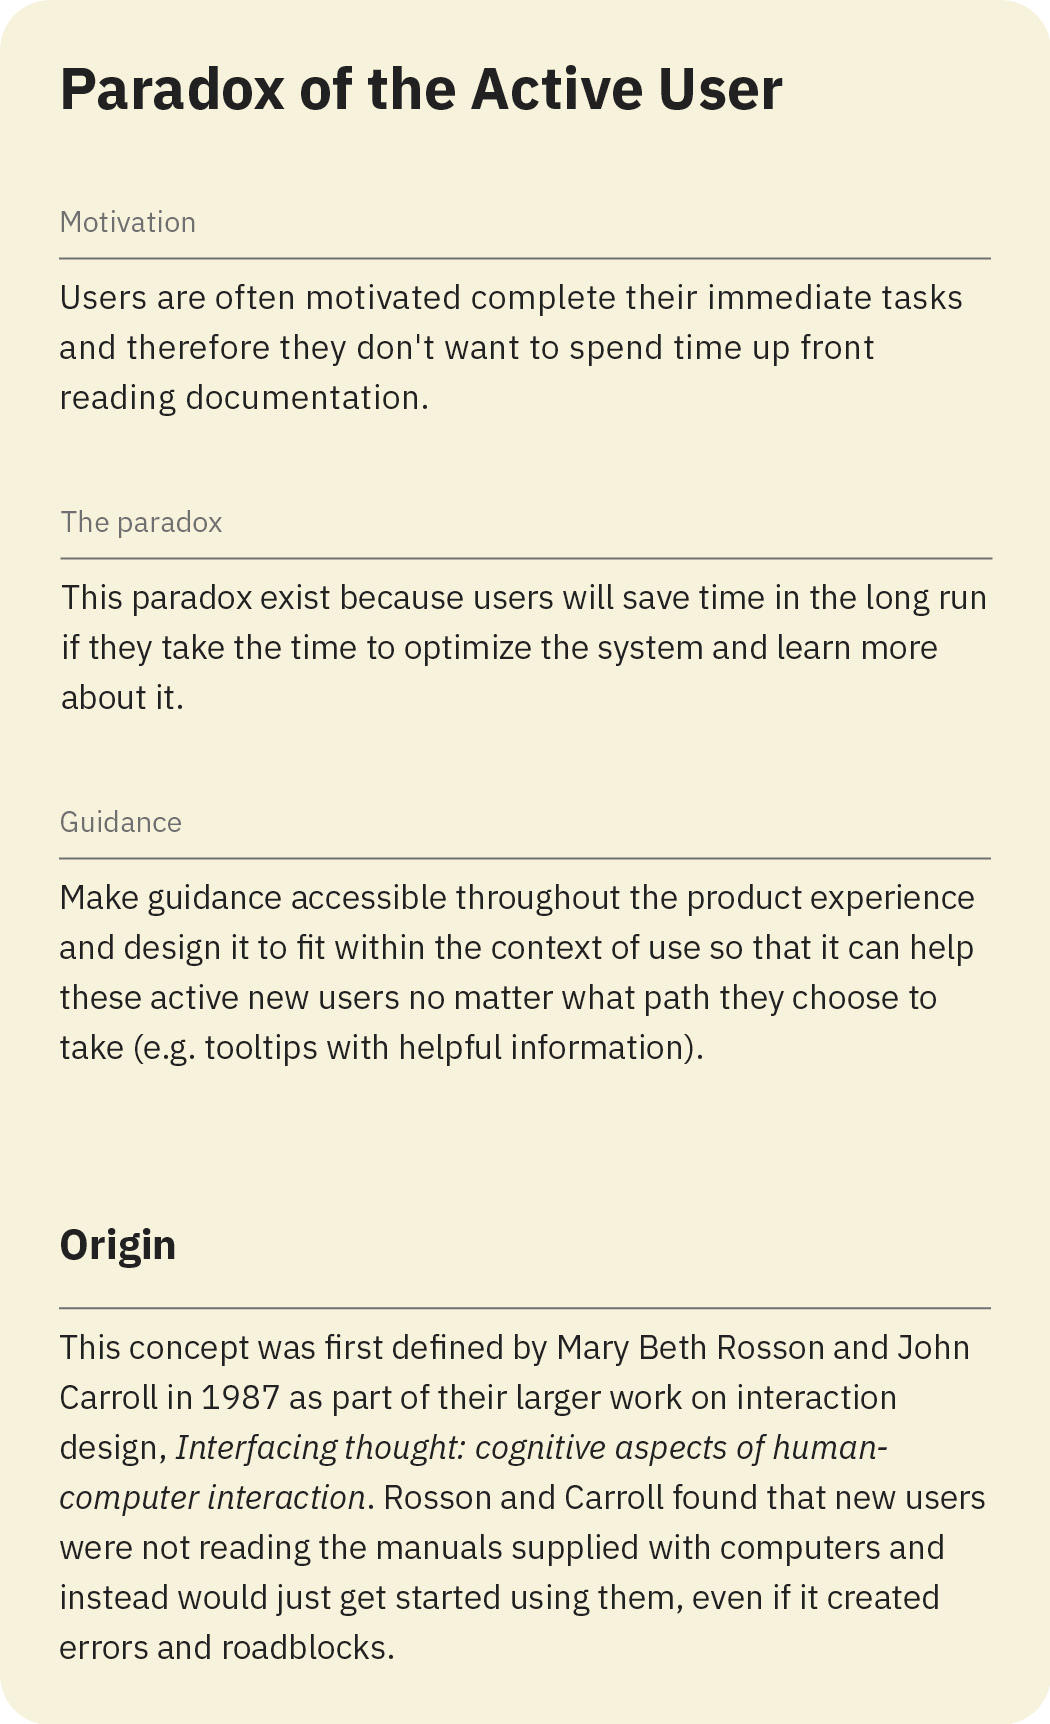 Paradox of the Active User
Motivation
Users are often motivated complete their immediate tasks
and therefore they don't want to spend time up front
reading documentation.
The paradox
This paradox exist because users will save time in the long run
if they take the time to optimize the system and learn more
about it.
Guidance
Make guidance accessible throughout the product experience
and design it to fit within the context of use so that it can help
these active new users no matter what path they choose to
take (e.g. tooltips with helpful information).
Origin
This concept was first defined by Mary Beth Rosson and John
Carroll in 1987 as part of their larger work on interaction
design, Interfacing thought: cognitive aspects of human-
computer interaction. Rosson and Carroll found that new users
were not reading the manuals supplied with computers and
instead would just get started using them, even if it created
errors and roadblocks.